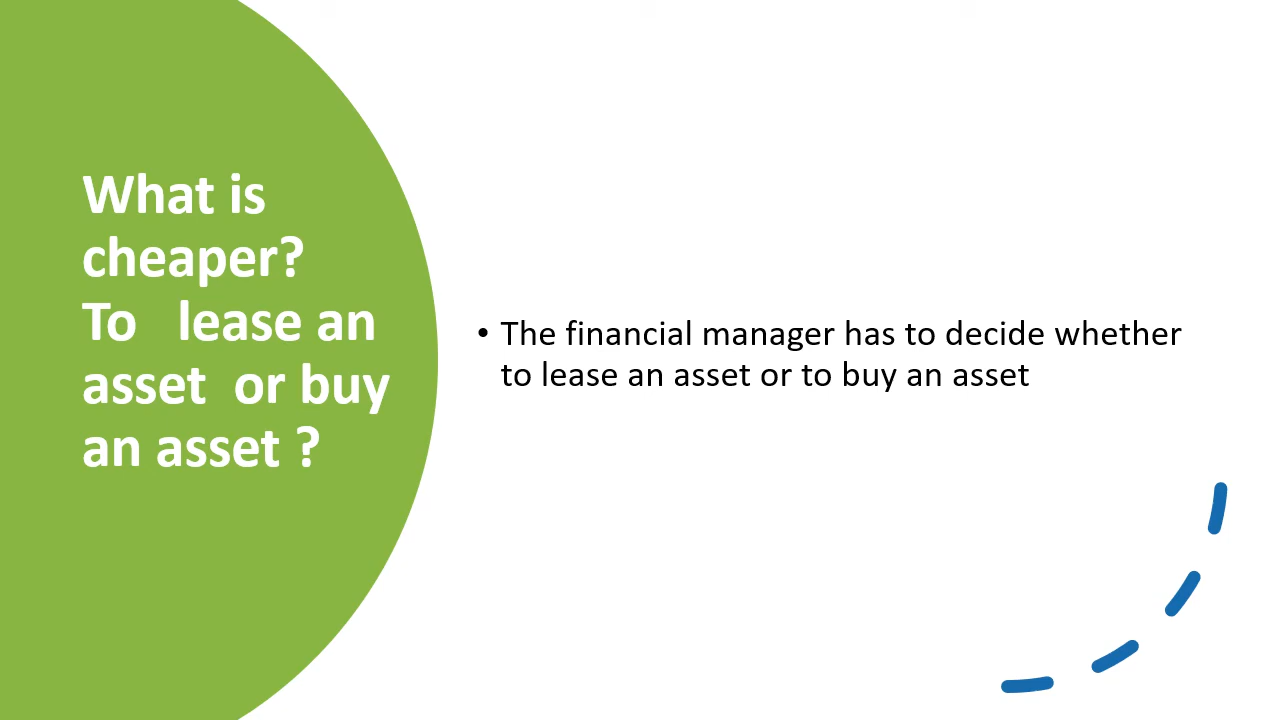 What is
cheaper?
To   lease an
asset  or buy
an asset ?
• The financial manager has to decide whether
to lease an asset or to buy an asset